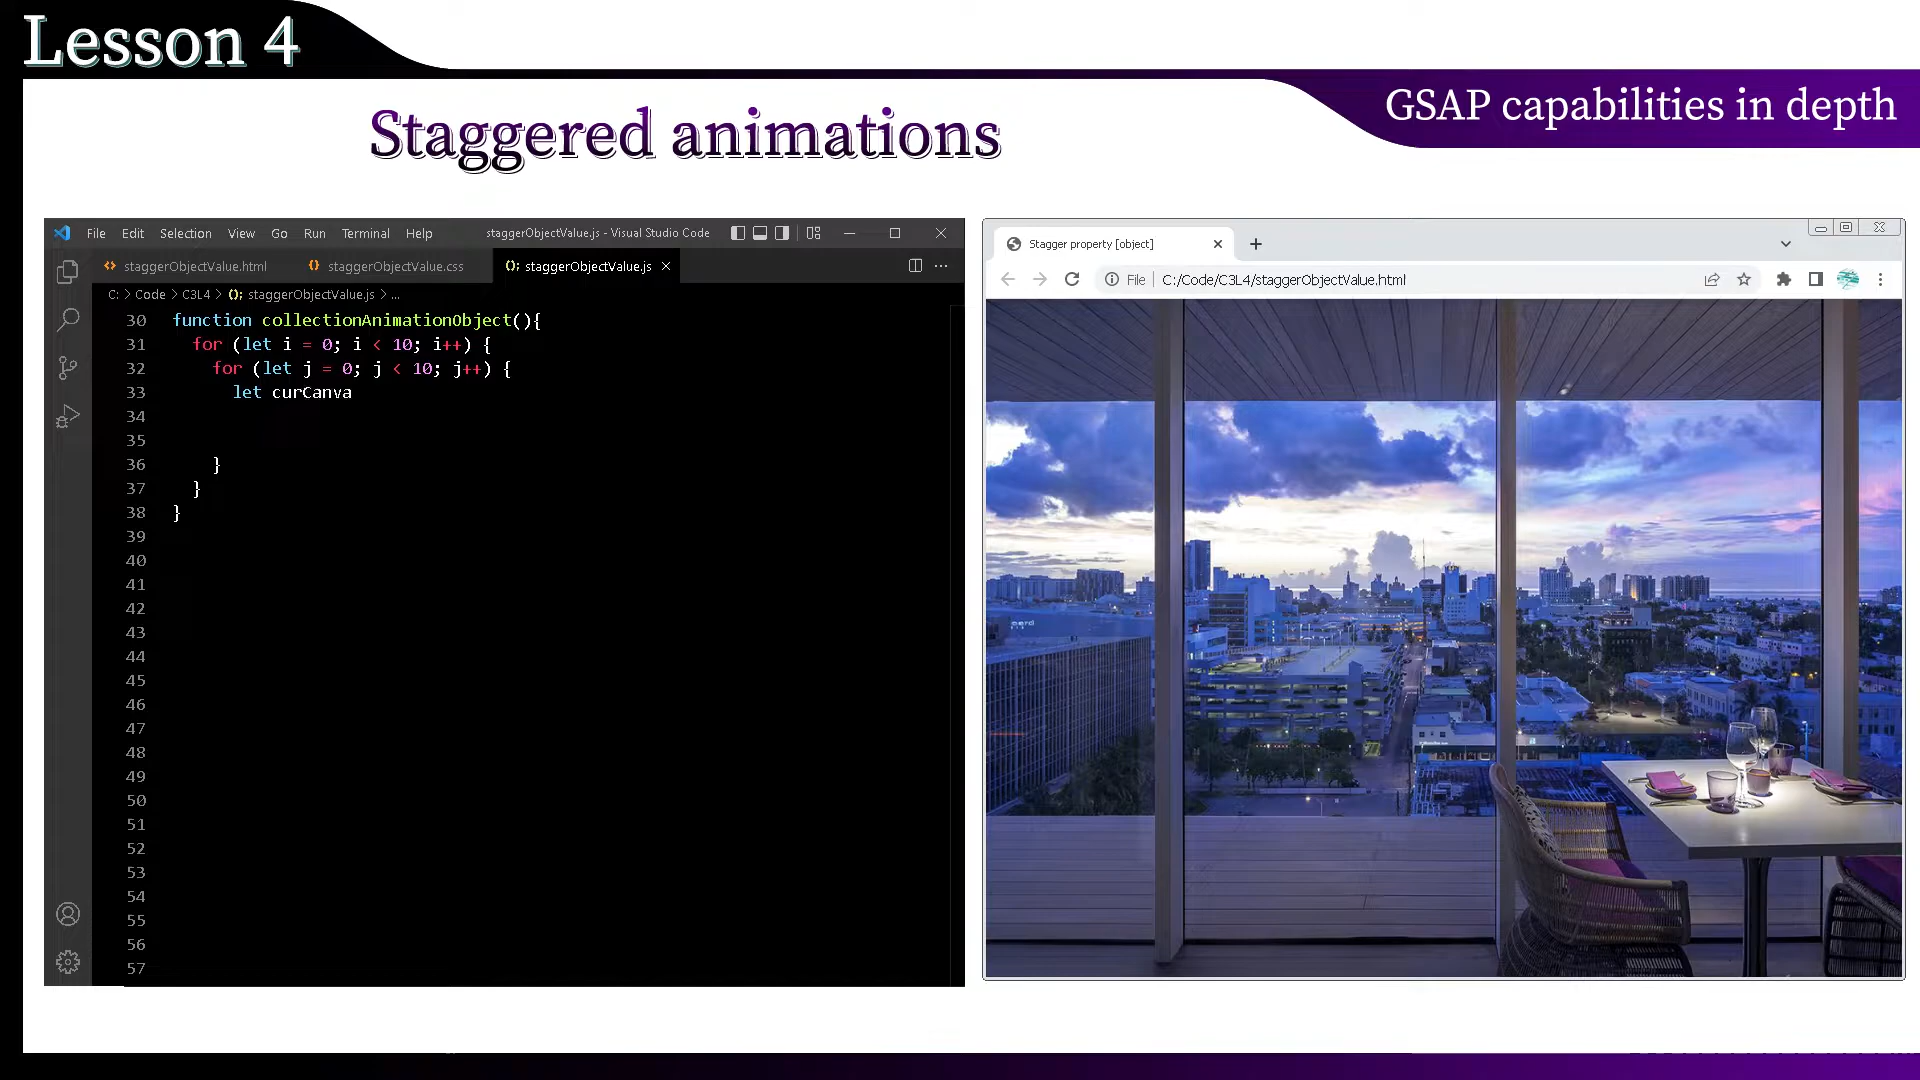 Lesson 4
GSAP capabilities in depth
Staggered animations
File Edit Selection View Go Run Terminal Help staggerObjectValue.js - Visual Studio Code
staggerObjectValue.html staggerObjectValue.css staggerObjectValue.js
C: > Code > C3L4 > staggerObjectValue.js > ...
30 function collectionAnimationObject(){
31 for (let i = 0; i < 10; i++) {
32 for (let j = 0; j < 10; j++) {
33 let curCanva
34
35
36 }
37 }
38 }
39
40
41
42
43
44
45
46
47
48
49
50
51
52
53
54
55
56
57
Stagger property [object]
File C:/Code/C3L4/staggerObjectValue.html